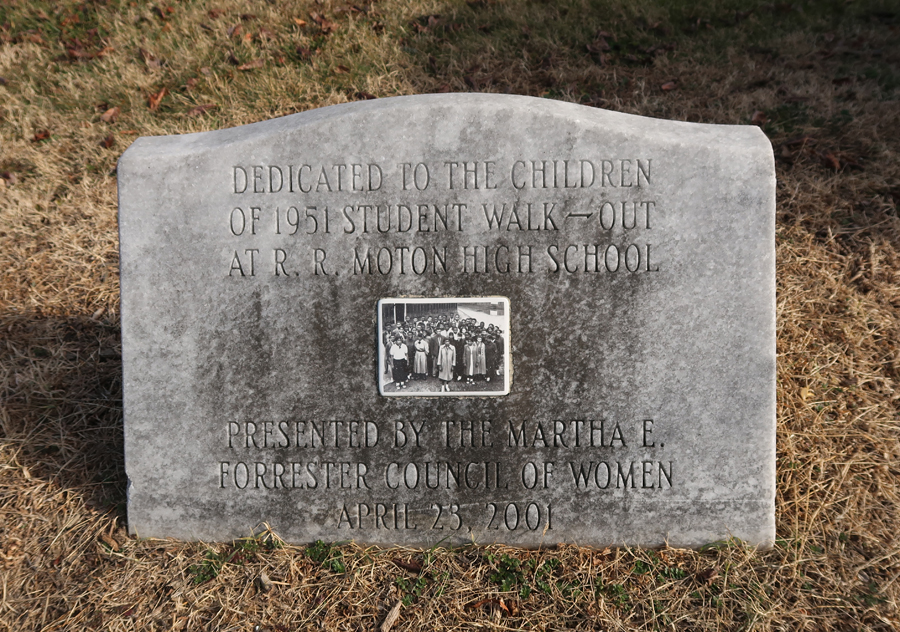 DEDICATED TO THE CHILDREN
OF 1951 STUDENT WALK-OUT
AT R. R. MOTON HIGH SCHOOL
PRESENTED BY THE MARTHA E.
FORRESTER COUNCIL OF WOMEN
APRIL 23, 2001